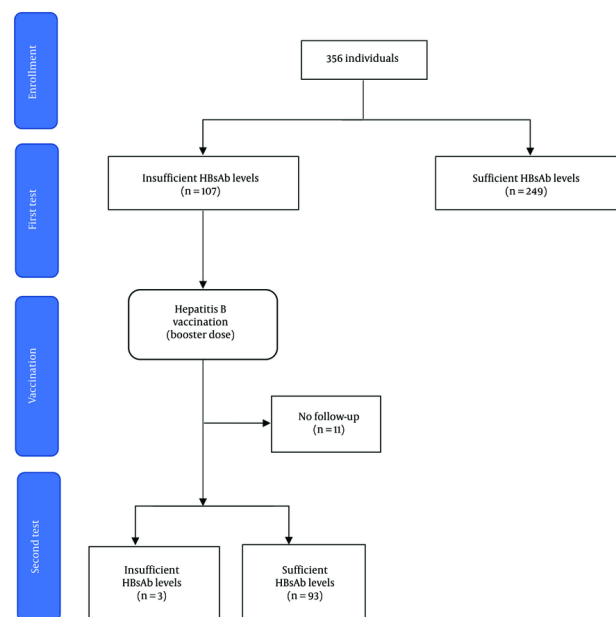 Enrollment
356 individuals
First test
Insufficient HBsAb levels
(n = 107)
Sufficient HBsAb levels
(n = 249)
Vaccination
Hepatitis B
vaccination
(booster dose)
No follow-up
(n = 11)
Second test
Insufficient
HBsAb levels
(n = 3)
Sufficient
HBsAb levels
(n = 93)